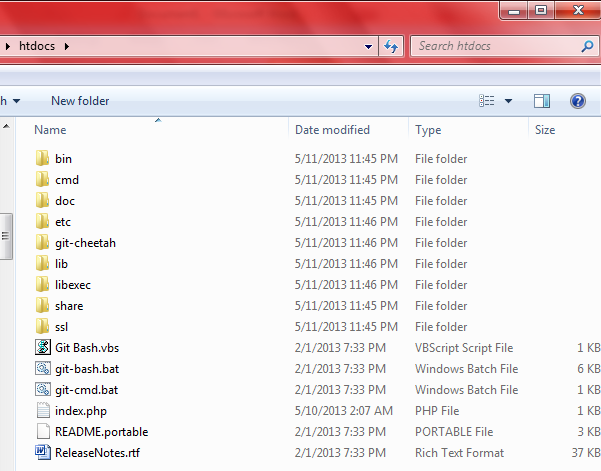 htdocs Search htdocs
h New folder
Name Date modified Type Size
bin 5/11/2013 11:45 PM File folder
cmd 5/11/2013 11:45 PM File folder
doc 5/11/2013 11:45 PM File folder
etc 5/11/2013 11:46 PM File folder
git-cheetah 5/11/2013 11:46 PM File folder
lib 5/11/2013 11:46 PM File folder
libexec 5/11/2013 11:46 PM File folder
share 5/11/2013 11:45 PM File folder
ssl 5/11/2013 11:45 PM File folder
Git Bash.vbs 2/1/2013 7:33 PM VBScript Script File 1 KB
git-bash.bat 2/1/2013 7:33 PM Windows Batch File 6 KB
git-cmd.bat 2/1/2013 7:33 PM Windows Batch File 1 KB
index.php 5/10/2013 2:07 AM PHP File 1 KB
README.portable 2/1/2013 7:33 PM PORTABLE File 3 KB
ReleaseNotes.rtf 2/1/2013 7:33 PM Rich Text Format 37 KB